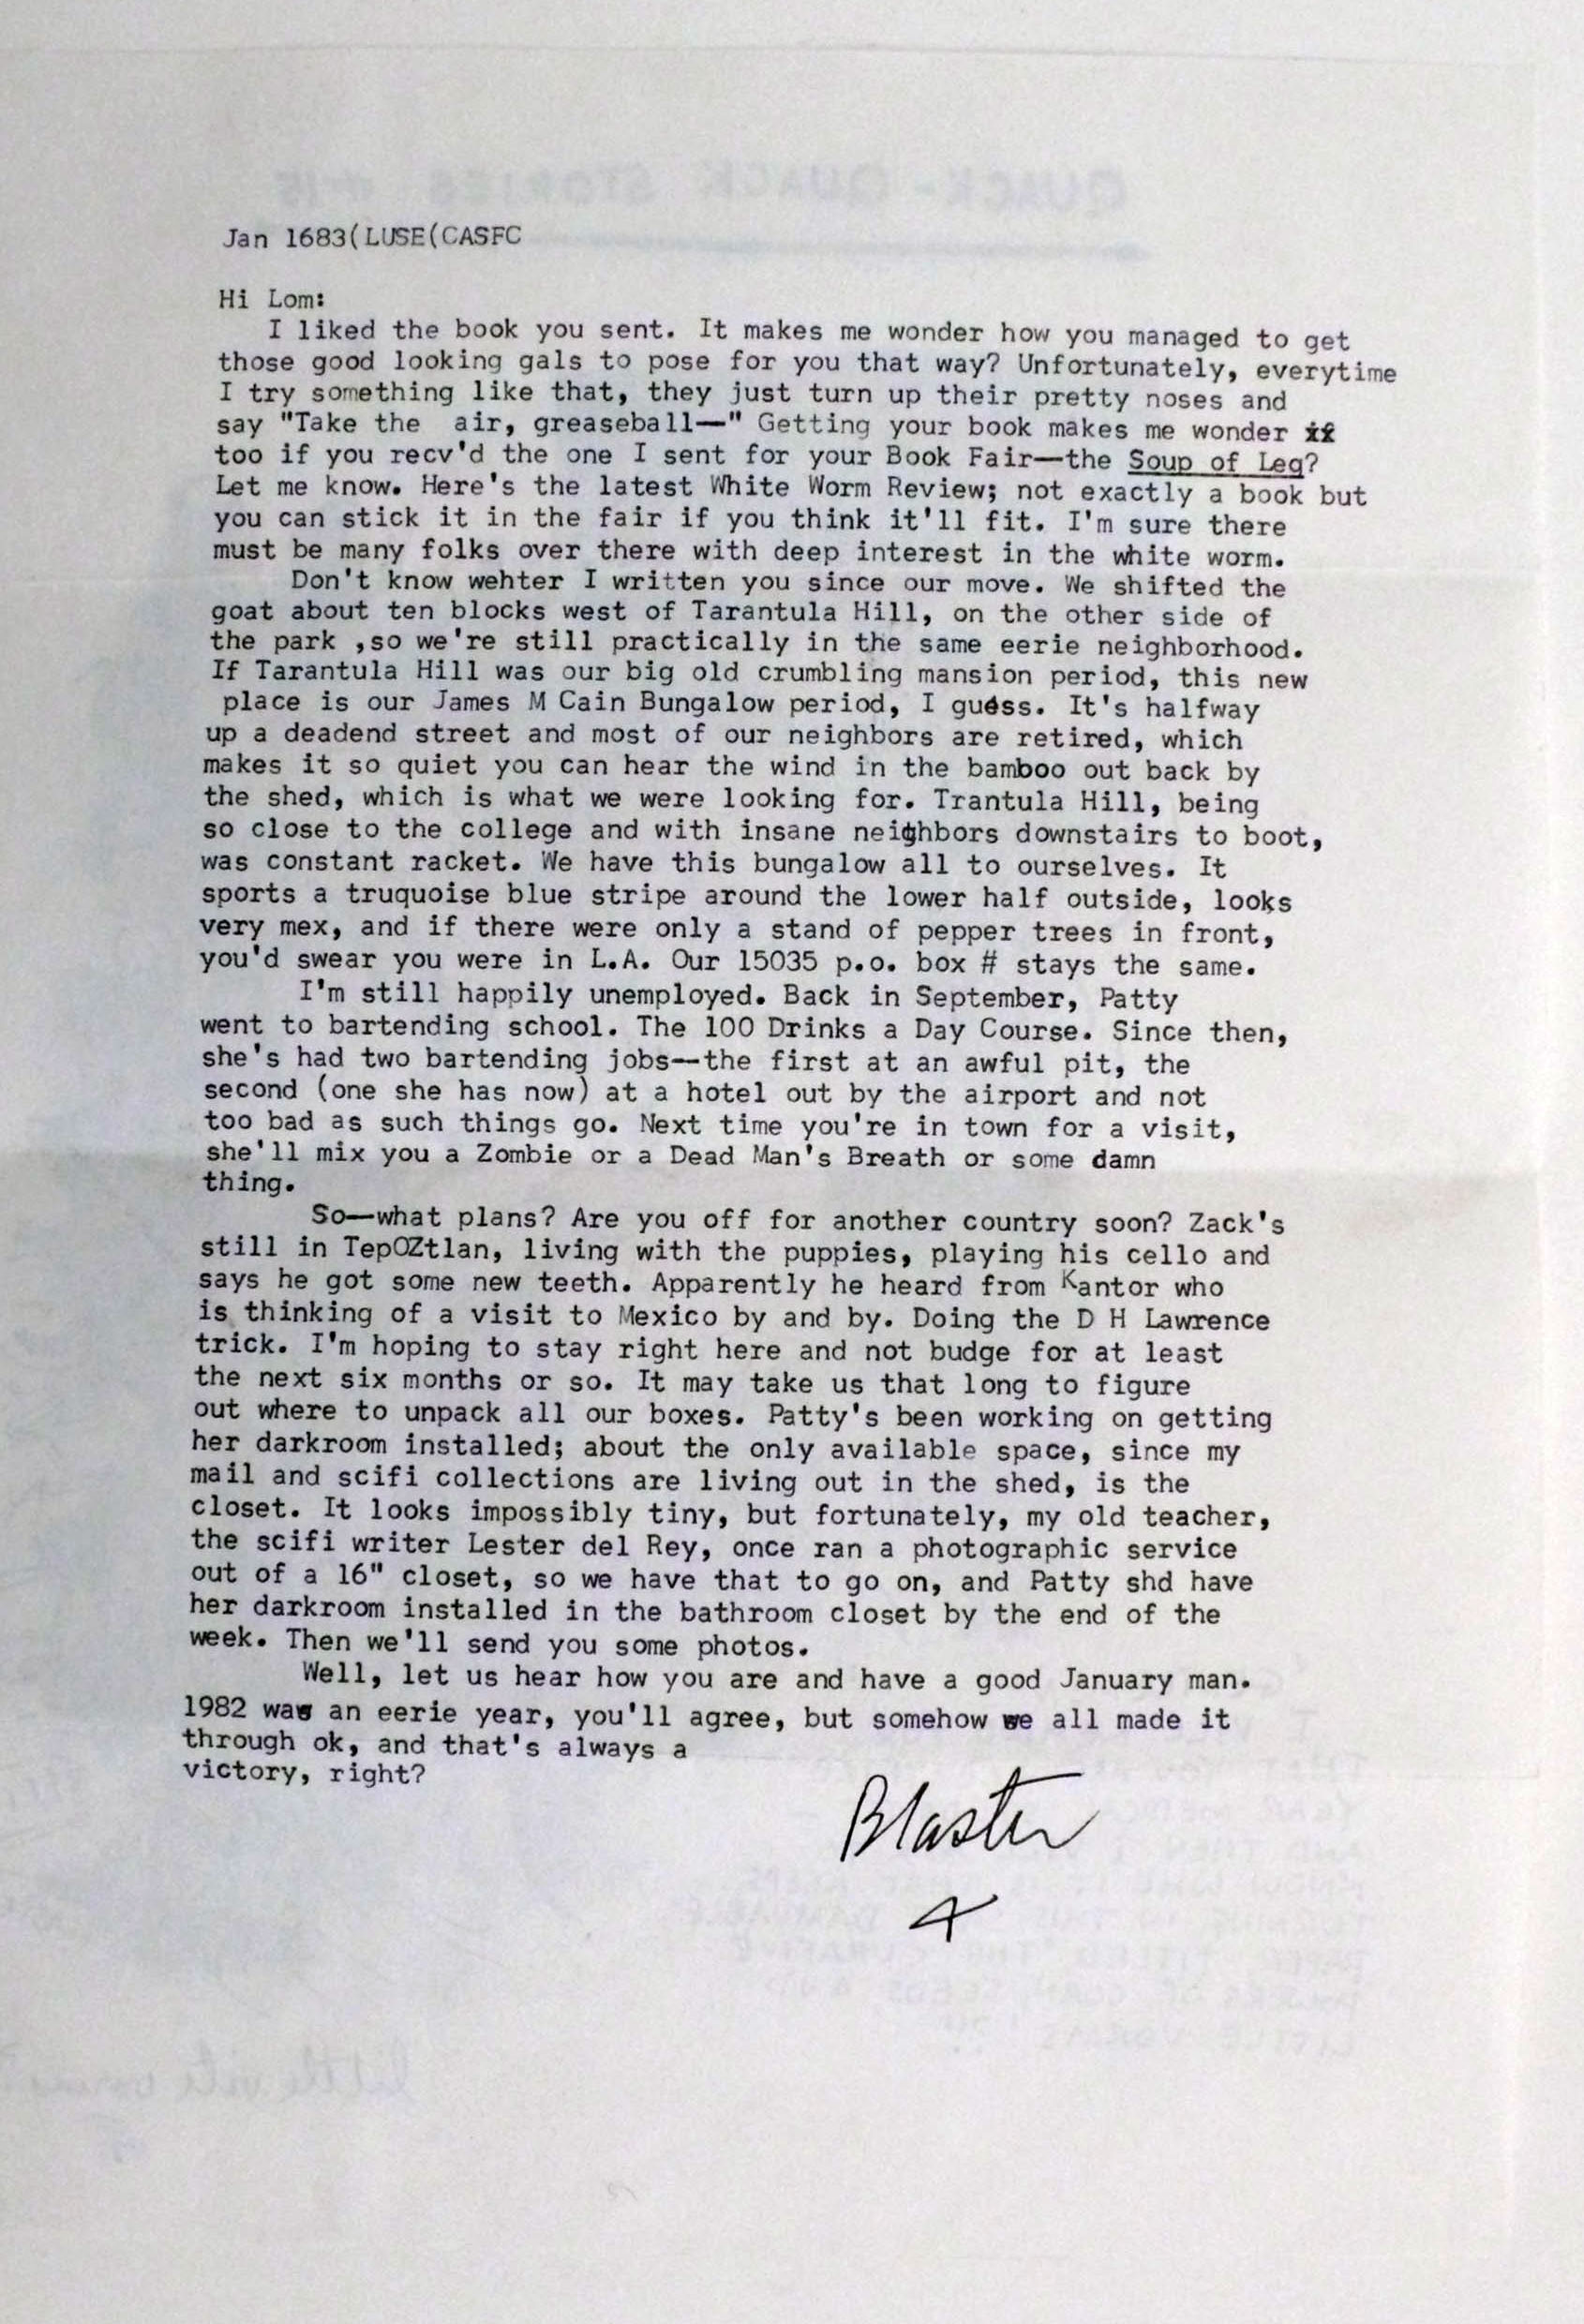 QUACK-QUACK STORIES #15
Jan 1683(LUSE(CASFC
Hi Lom:
I liked the book you sent. It makes me wonder how you managed to get
those good looking gals to pose for you that way? Unfortunately, everytime
I try something like that, they just turn up their pretty noses and
say "Take the air, greaseball—" Getting your book makes me wonder if
too if you recv'd the one I sent for your Book Fair—the Soup of Leg?
Let me know. Here's the latest White Worm Review; not exactly a book but
you can stick it in the fair if you think it'll fit. I'm sure there
must be many folks over there with deep interest in the white worm.
Don't know wehter I written you since our move. We shifted the
goat about ten blocks west of Tarantula Hill, on the other side of
the park ,so we're still practically in the same eerie neighborhood.
If Tarantula Hill was our big old crumbling mansion period, this new
place is our James M Cain Bungalow period, I guess. It's halfway
up a deadend street and most of our neighbors are retired, which
makes it so quiet you can hear the wind in the bamboo out back by
the shed, which is what we were looking for. Trantula Hill, being
so close to the college and with insane neighbors downstairs to boot,
was constant racket. We have this bungalow all to ourselves. It
sports a truquoise blue stripe around the lower half outside, looks
very mex, and if there were only a stand of pepper trees in front,
you'd swear you were in L.A. Our 15035 p.o. box # stays the same.
I'm still happily unemployed. Back in September, Patty
went to bartending school. The 100 Drinks a Day Course. Since then,
she's had two bartending jobs—the first at an awful pit, the
second (one she has now) at a hotel out by the airport and not
too bad as such things go. Next time you're in town for a visit,
she'll mix you a Zombie or a Dead Man's Breath or some damn
thing.
So—what plans? Are you off for another country soon? Zack's
still in TepOZtlan, living with the puppies, playing his cello and
says he got some new teeth. Apparently he heard from Kantor who
is thinking of a visit to Mexico by and by. Doing the D H Lawrence
trick. I'm hoping to stay right here and not budge for at least
the next six months or so. It may take us that long to figure
out where to unpack all our boxes. Patty's been working on getting
her darkroom installed; about the only available space, since my
mail and scifi collections are living out in the shed, is the
closet. It looks impossibly tiny, but fortunately, my old teacher,
the scifi writer Lester del Rey, once ran a photographic service
out of a 16" closet, so we have that to go on, and Patty shd have
her darkroom installed in the bathroom closet by the end of the
week. Then we'll send you some photos.
Well, let us hear how you are and have a good January man.
1982 was an eerie year, you'll agree, but somehow we all made it
through ok, and that's always a
victory, right?
Blaster